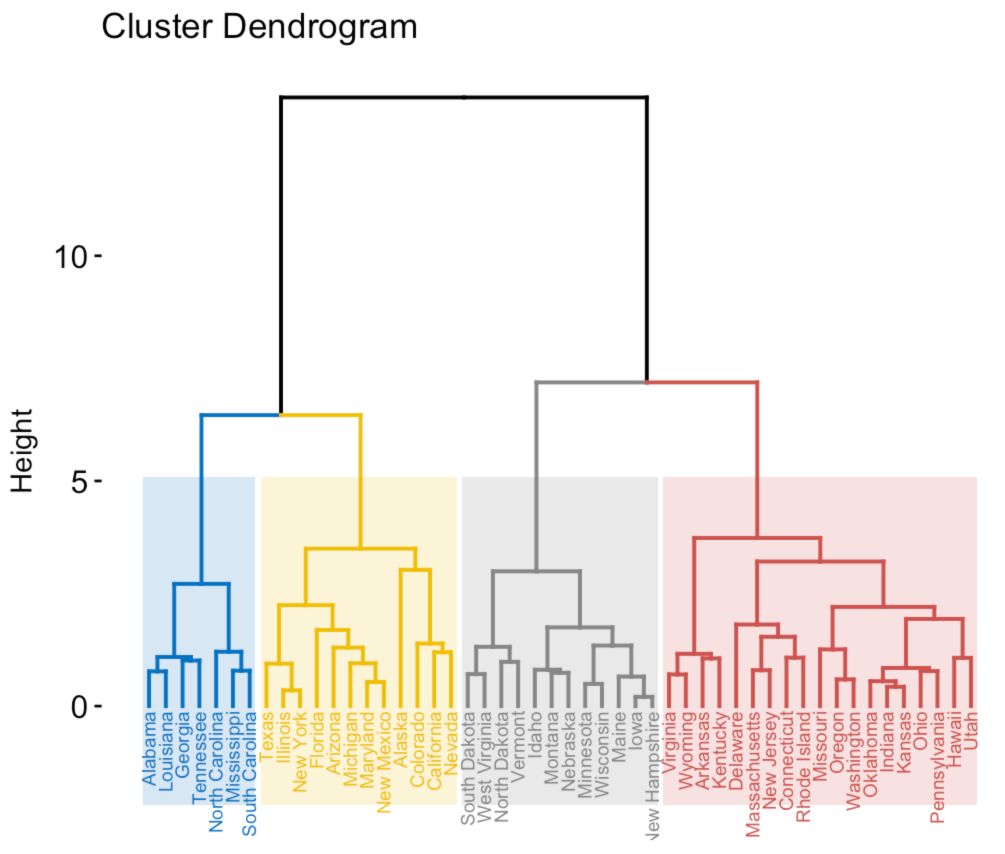 Cluster Dendrogram
Height
10
5
0
Alabama
Louisiana
Georgia
Tennessee
North Carolina
Mississippi
South Carolina
Texas
Illinois
New York
Florida
Arizona
Michigan
Maryland
New Mexico
Alaska
Colorado
California
Nevada
South Dakota
West Virginia
North Dakota
Vermont
Idaho
Montana
Nebraska
Minnesota
Wisconsin
Maine
Iowa
New Hampshire
Virginia
Wyoming
Arkansas
Kentucky
Delaware
Massachusetts
New Jersey
Connecticut
Rhode Island
Missouri
Oregon
Washington
Oklahoma
Indiana
Kansas
Ohio
Pennsylvania
Hawaii
Utah